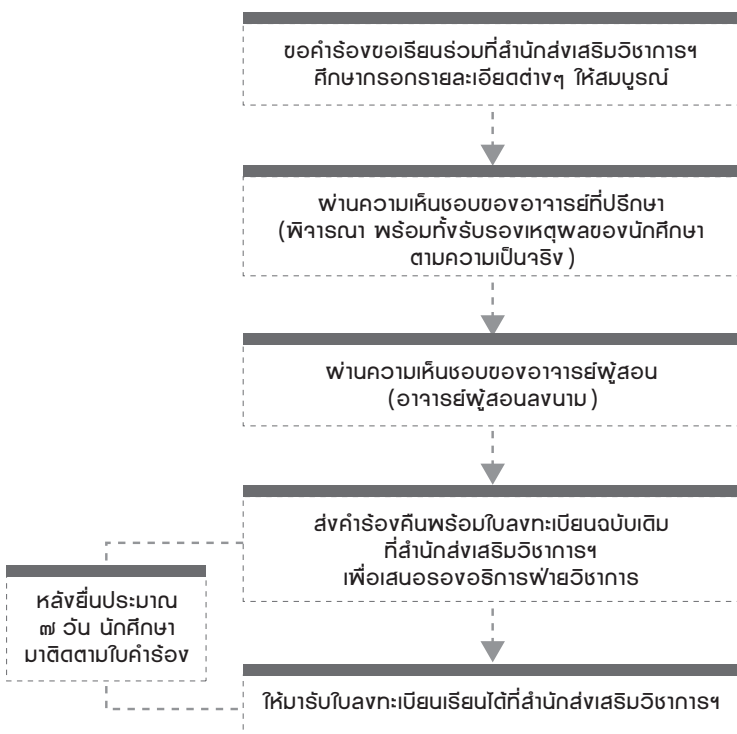 ขอคำร้องขอเรียนร่วมที่สำนักส่งเสริมวิชาการฯ
ศึกษากรอกรายละเอียดต่างๆ ให้สมบูรณ์
ผ่านความเห็นชอบของอาจารย์ที่ปรึกษา
(พิจารณา พร้อมทั้งรับรองเหตุผลของนักศึกษา
ตามความเป็นจริง)
ผ่านความเห็นชอบของอาจารย์ผู้สอน
(อาจารย์ผู้สอนลงนาม)
ส่งคำร้องคืนพร้อมใบลงทะเบียนฉบับเดิม
ที่สำนักส่งเสริมวิชาการฯ
เพื่อเสนอรองอธิการฝ่ายวิชาการ
หลังยื่นประมาณ
๗ วัน นักศึกษา
มาติดตามใบคำร้อง
ให้มารับใบลงทะเบียนเรียนได้ที่สำนักส่งเสริมวิชาการฯ